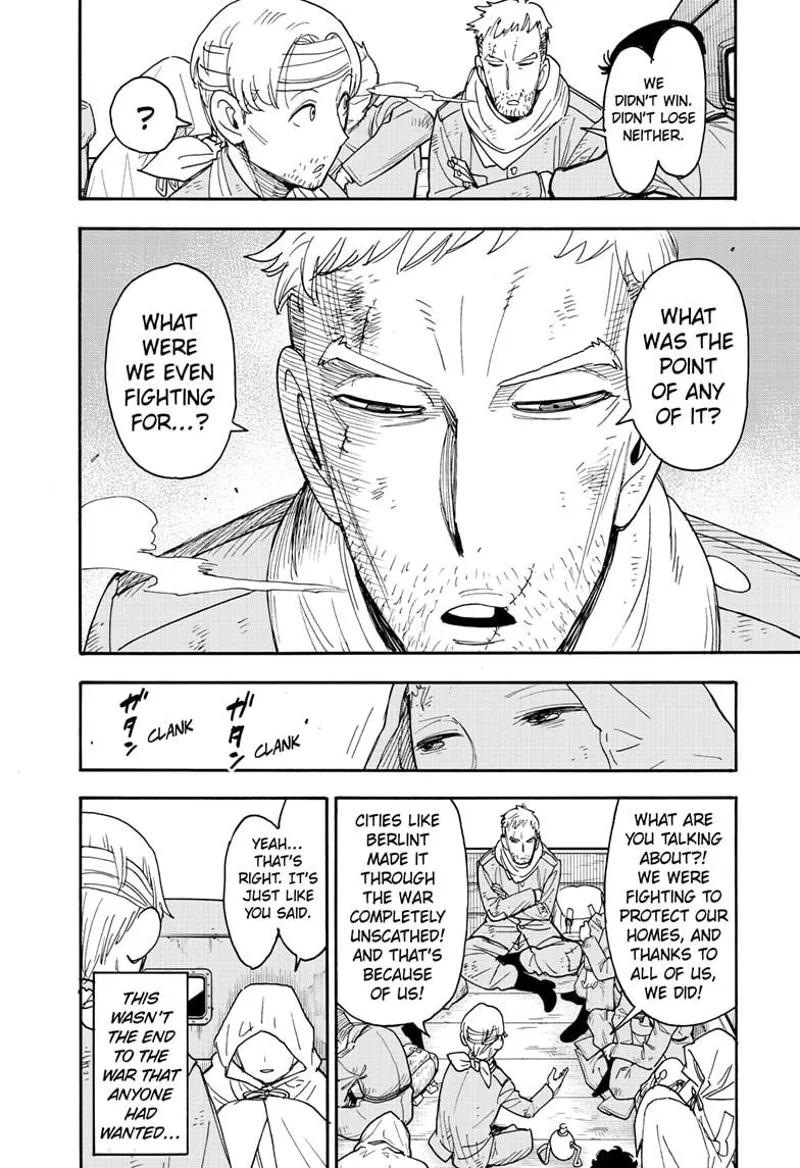 WE
DIDN'T WIN.
DIDN'T LOSE
NEITHER.
?
WHAT
WAS THE
POINT
OF ANY
OF IT?
WHAT
WERE
WE EVEN
FIGHTING
FOR...?
ガタン
CLANK
ガタン
CLANK
WHAT ARE
YOU TALKING
ABOUT?!
WE WERE
FIGHTING TO
PROTECT OUR
HOMES, AND
THANKS TO
ALL OF US,
WE DID!
CITIES LIKE
BERLINT
MADE IT
THROUGH
THE WAR
COMPLETELY
UNSCATHED!
AND THAT'S
BECAUSE
OF US!
YEAH...
THAT'S
RIGHT. IT'S
JUST LIKE
YOU SAID.
THIS
WASN'T
THE END
TO THE
WAR THAT
ANYONE
HAD
WANTED...